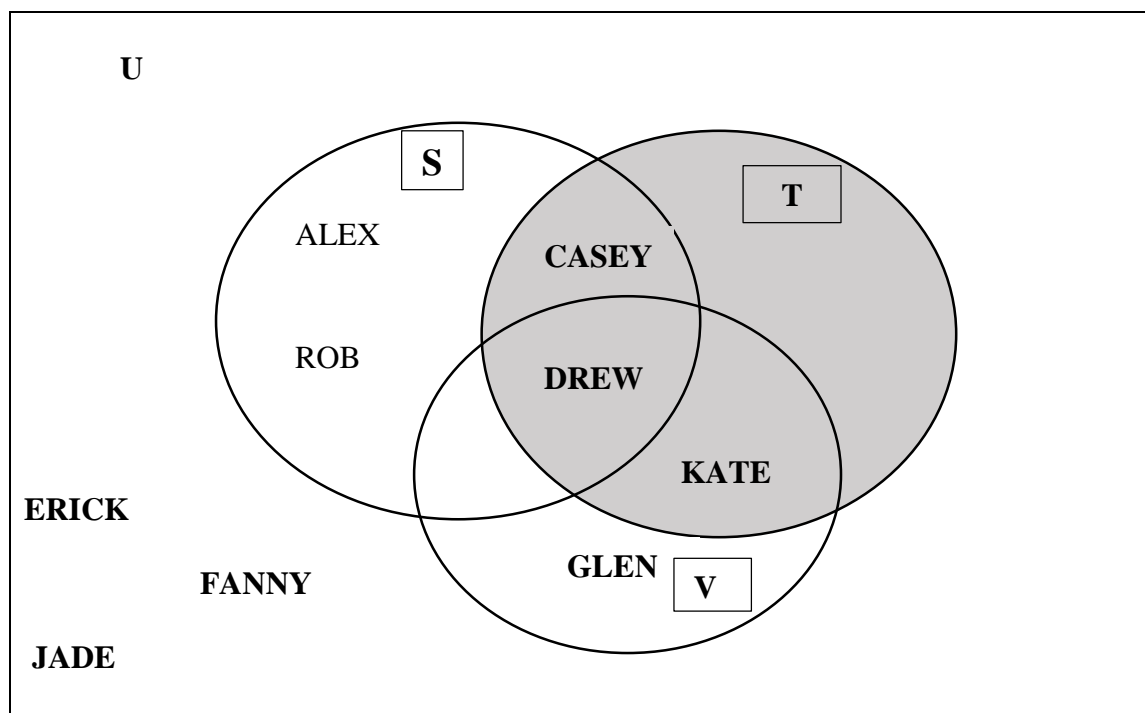 U
S
T
ALEX
CASEY
ROB
DREW
KATE
ERICK
GLEN
V
FANNY
JADE